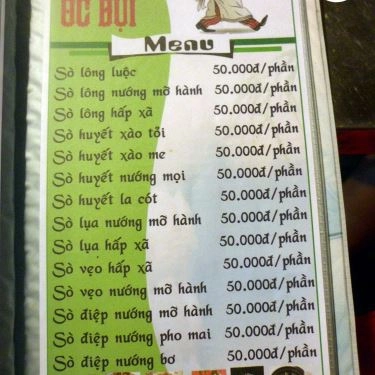 ỐC BỤI
Menu
Sò lông luộc 50.000đ/phần
Sò lông nướng mỡ hành 50.000đ/phần
Sò lông hấp xã 50.000đ/phần
Sò huyết xào tỏi 50.000đ/phần
Sò huyết xào me 50.000đ/phần
Sò huyết nướng mọi 50.000đ/phần
Sò huyết la cót 50.000đ/phần
Sò lụa nướng mỡ hành 50.000đ/phần
Sò lụa hấp xã 50.000đ/phần
Sò vẹo hấp xã 50.000đ/phần
Sò vẹo nướng mỡ hành 50.000đ/phần
Sò điệp nướng mỡ hành 50.000đ/phần
Sò điệp nướng pho mai 50.000đ/phần
Sò điệp nướng bơ 50.000đ/phần